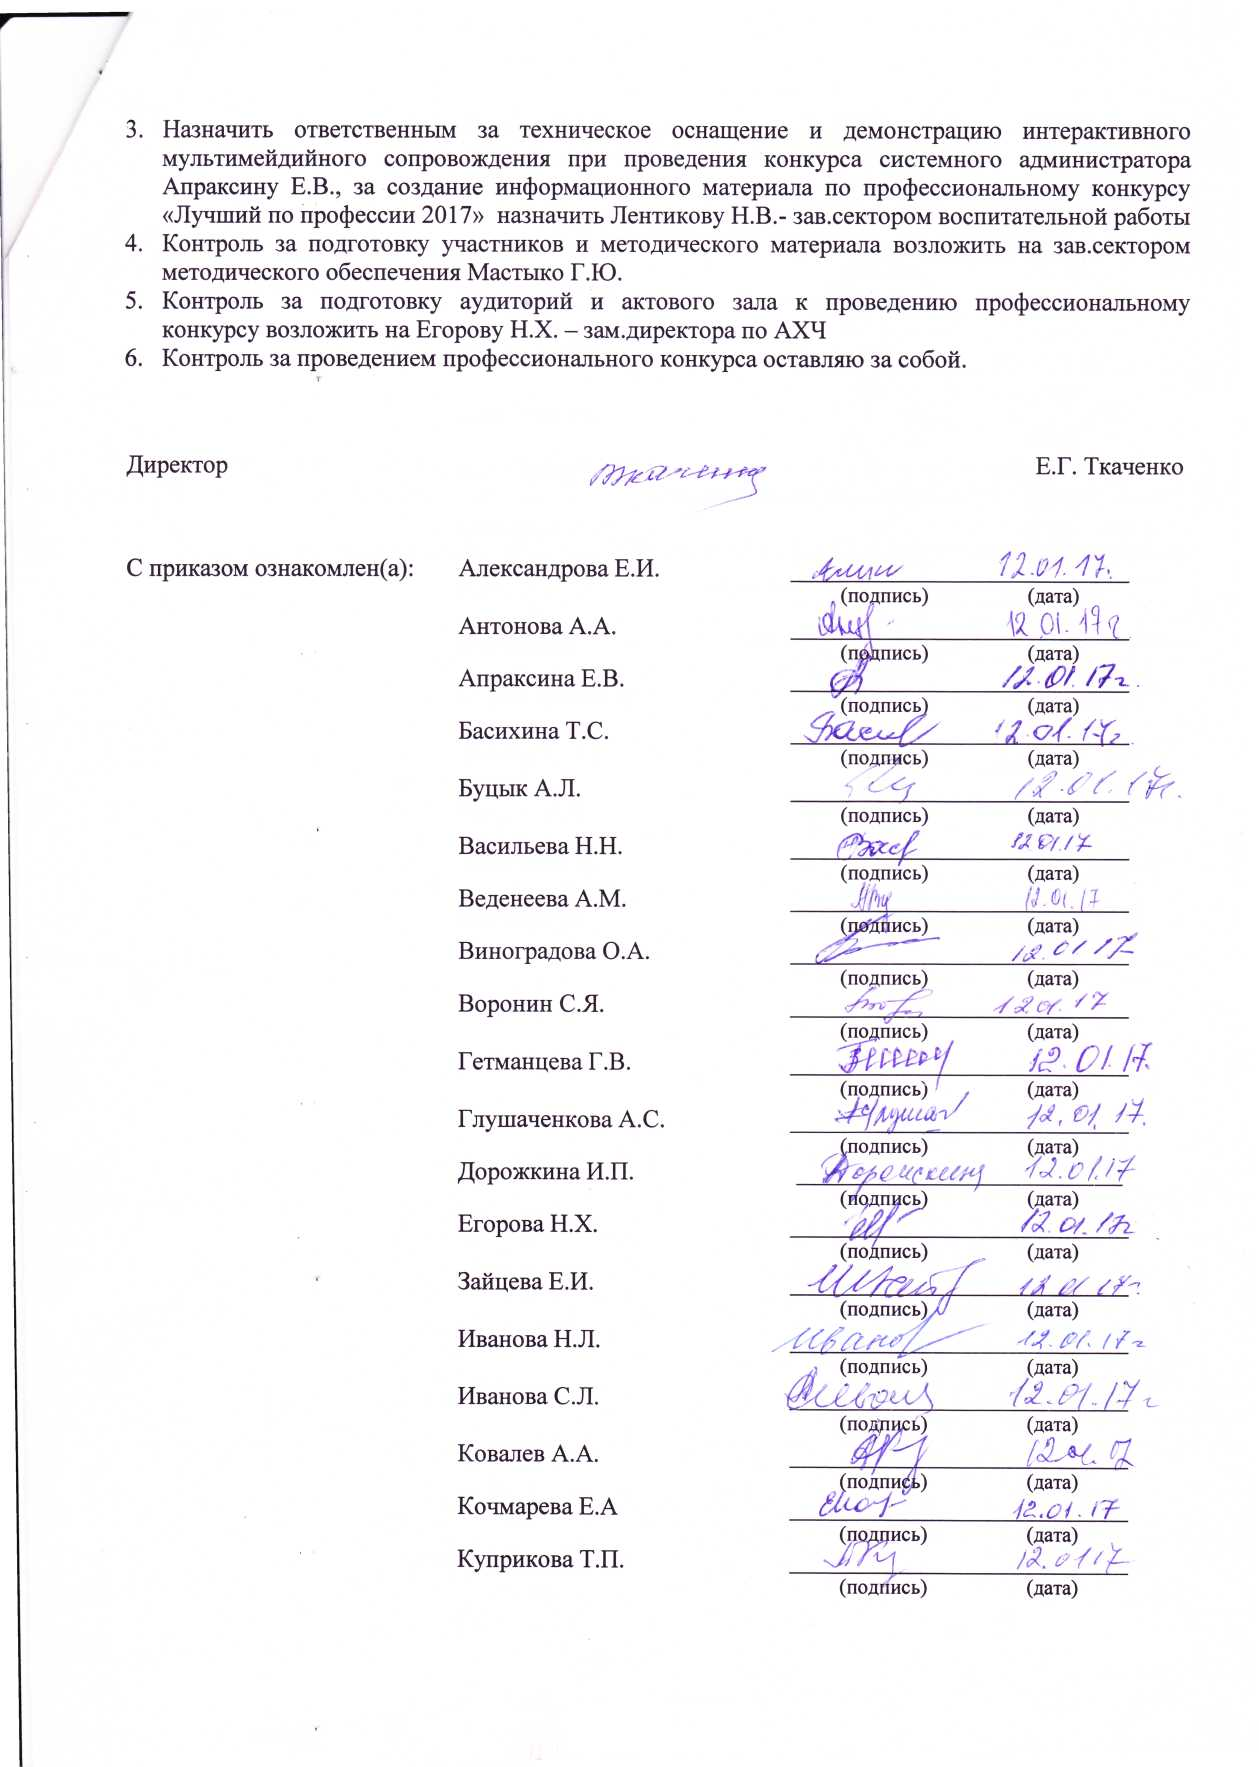 3. Назначить ответственным за техническое оснащение и демонстрацию интерактивного
мультимейдийного сопровождения при проведения конкурса системного администратора
Апраксину Е.В., за создание информационного материала по профессиональному конкурсу
«Лучший по профессии 2017» назначить Лентикову Н.В.- зав.сектором воспитательной работы
4. Контроль за подготовку участников и методического материала возложить на зав.сектором
методического обеспечения Мастыко Г.Ю.
5. Контроль за подготовку аудиторий и актового зала к проведению профессиональному
конкурсу возложить на Егорову Н.Х. – зам.директора по АХЧ
6. Контроль за проведением профессионального конкурса оставляю за собой.
Директор Е.Г. Ткаченко
С приказом ознакомлен(а): Александрова Е.И. 12.01.17.
(подпись) (дата)
Антонова А.А. 12.01.17г
(подпись) (дата)
Апраксина Е.В. 12.01.17г.
(подпись) (дата)
Басихина Т.С. 12.01.17г
(подпись) (дата)
Буцык А.Л. 12.01.17г.
(подпись) (дата)
Васильева Н.Н. 12 01.17
(подпись) (дата)
Веденеева А.М. 12.01.17
(подпись) (дата)
Виноградова О.А. 12.01 17
(подпись) (дата)
Воронин С.Я. 12 01.17
(подпись) (дата)
Гетманцева Г.В. 12.01.17.
(подпись) (дата)
Глушаченкова А.С. 12.01.17.
(подпись) (дата)
Дорожкина И.П. Дорожкина 12.01.17
(подпись) (дата)
Егорова Н.Х. 12.01.17г
(подпись) (дата)
Зайцева Е.И. 12 01 17г.
(подпись) (дата)
Иванова Н.Л. Иванов 12.01.17г
(подпись) (дата)
Иванова С.Л. 12.01.17г
(подпись) (дата)
Ковалев А.А.
(подпись) (дата)
Кочмарева Е.А 12.01.17
(подпись) (дата)
Куприкова Т.П. 12.01 17
(подпись) (дата)